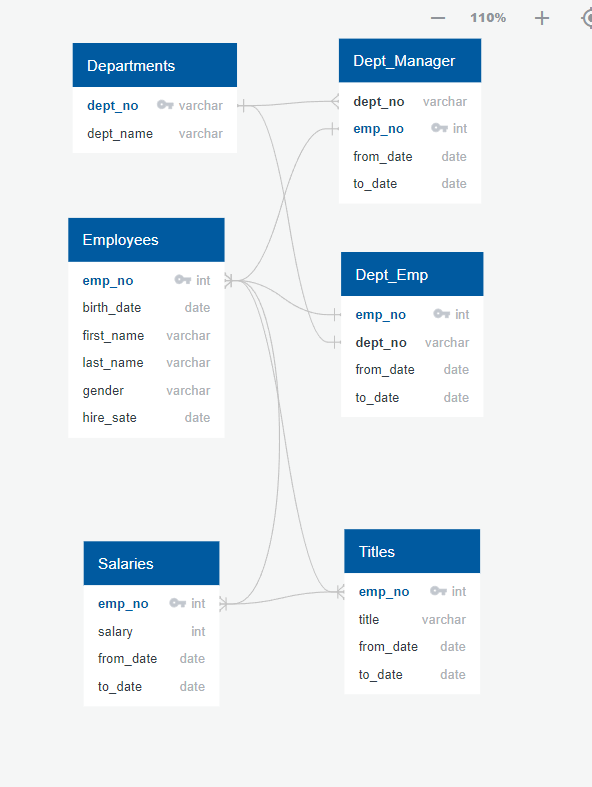 110%
Departments
dept_no varchar
dept_name varchar
Dept_Manager
dept_no varchar
emp_no int
from_date date
to_date date
Employees
emp_no int
birth_date date
first_name varchar
last_name varchar
gender varchar
hire_sate date
Dept_Emp
emp_no int
dept_no varchar
from_date date
to_date date
Salaries
emp_no int
salary int
from_date date
to_date date
Titles
emp_no int
title varchar
from_date date
to_date date